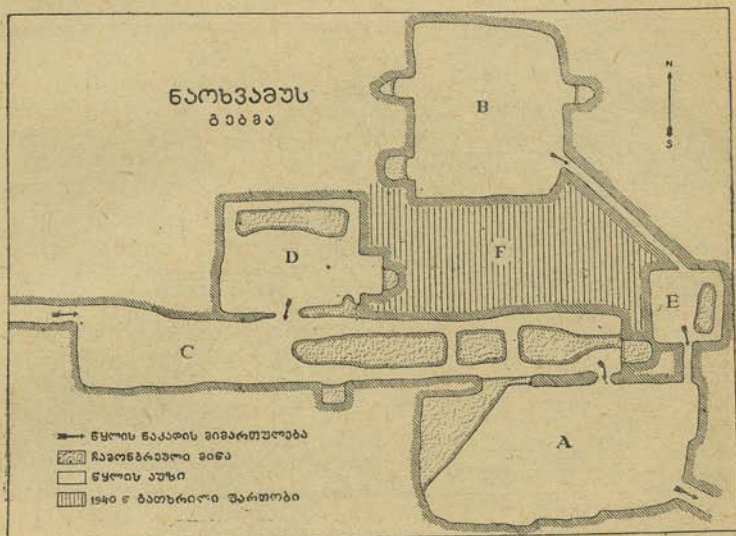 ნაოხვამუს
გეგმა
B
N
S
D
F
E
C
A
წყლის ნაკადის მიმართულება
ჩამონგრეული მიწა
წყლის აუზი
1940 წ გათხრილი ფართობი